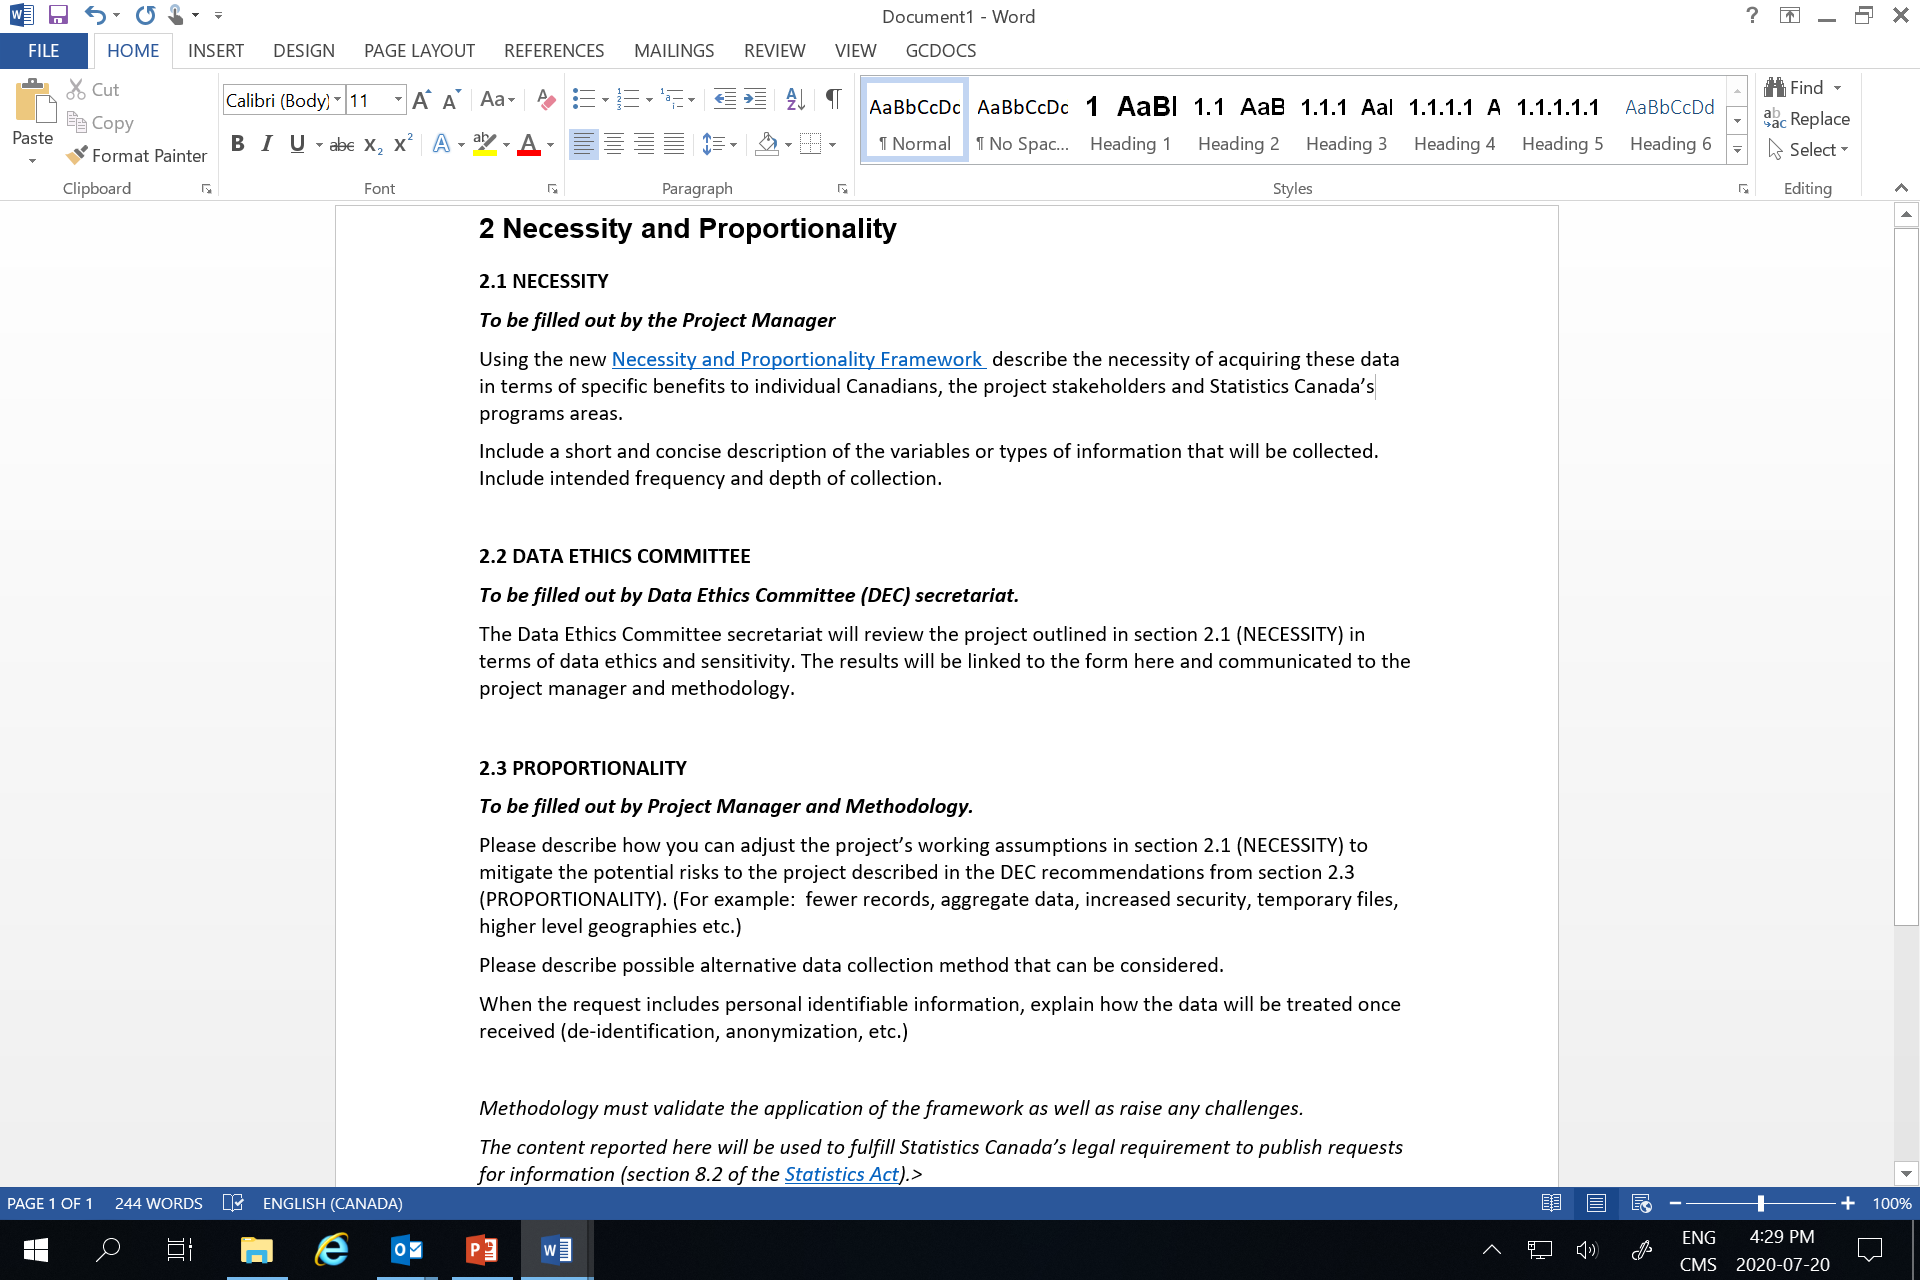 Document1 - Word
?
FILE
HOME
INSERT
DESIGN
PAGE LAYOUT
REFERENCES
MAILINGS
REVIEW
VIEW
GCDOCS
Paste
Cut
Copy
Format Painter
Clipboard
Calibri (Body)
11
Font
Paragraph
AaBbCcDc
¶ Normal
AaBbCcDc
¶ No Spac...
1 AaBl
Heading 1
1.1 AaB
Heading 2
1.1.1 Aal
Heading 3
1.1.1.1 A
Heading 4
1.1.1.1.1
Heading 5
AaBbCcDd
Heading 6
Styles
Find
Replace
Select
Editing
2 Necessity and Proportionality
2.1 NECESSITY
To be filled out by the Project Manager
Using the new Necessity and Proportionality Framework  describe the necessity of acquiring these data
in terms of specific benefits to individual Canadians, the project stakeholders and Statistics Canada’s
programs areas.
Include a short and concise description of the variables or types of information that will be collected.
Include intended frequency and depth of collection.
2.2 DATA ETHICS COMMITTEE
To be filled out by Data Ethics Committee (DEC) secretariat.
The Data Ethics Committee secretariat will review the project outlined in section 2.1 (NECESSITY) in
terms of data ethics and sensitivity. The results will be linked to the form here and communicated to the
project manager and methodology.
2.3 PROPORTIONALITY
To be filled out by Project Manager and Methodology.
Please describe how you can adjust the project’s working assumptions in section 2.1 (NECESSITY) to
mitigate the potential risks to the project described in the DEC recommendations from section 2.3
(PROPORTIONALITY). (For example:  fewer records, aggregate data, increased security, temporary files,
higher level geographies etc.)
Please describe possible alternative data collection method that can be considered.
When the request includes personal identifiable information, explain how the data will be treated once
received (de-identification, anonymization, etc.)
Methodology must validate the application of the framework as well as raise any challenges.
The content reported here will be used to fulfill Statistics Canada’s legal requirement to publish requests
for information (section 8.2 of the Statistics Act).>
PAGE 1 OF 1
244 WORDS
ENGLISH (CANADA)
100%
ENG
CMS
4:29 PM
2020-07-20